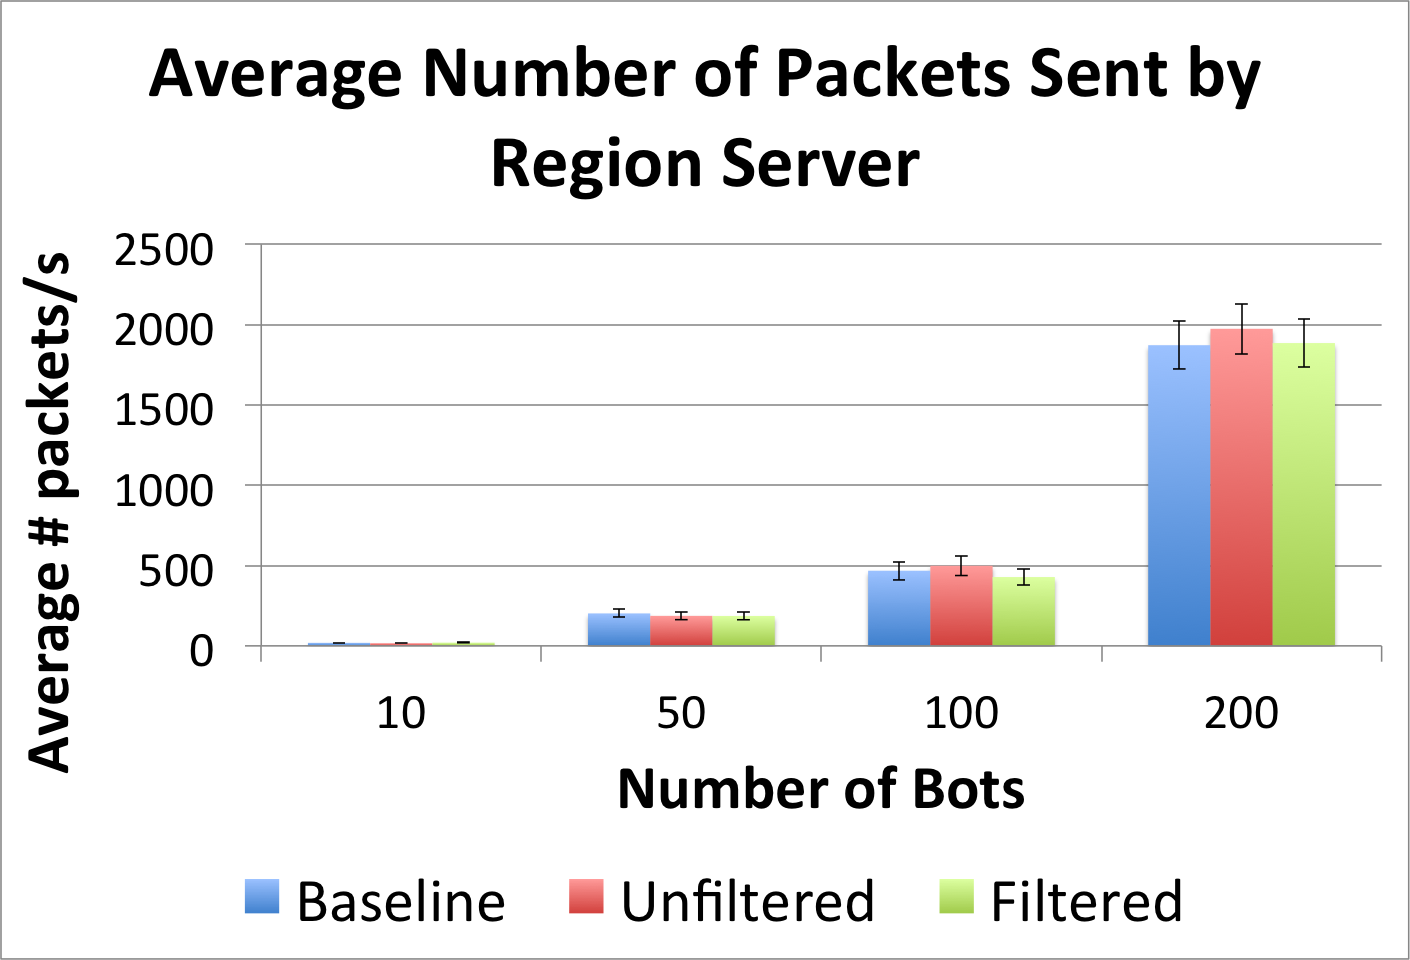 Average Number of Packets Sent by
Region Server
Average # packets/s
2500
2000
1500
1000
500
0
10 50 100 200
Number of Bots
Baseline Unfiltered Filtered